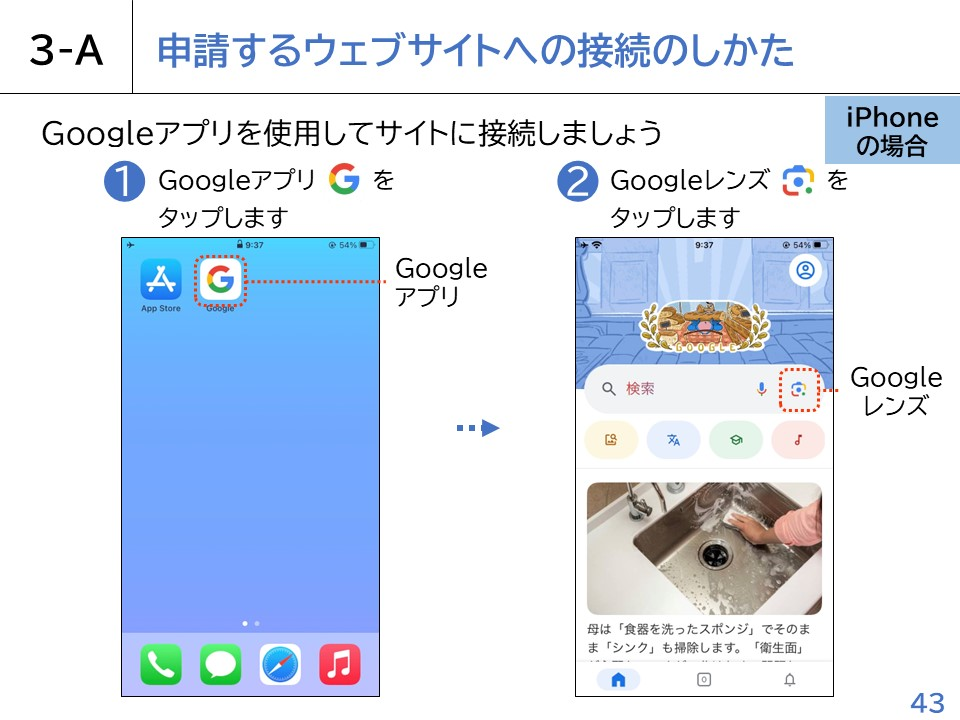 3-A
申請するウェブサイトへの接続のしかた
iPhone
の場合
Googleアプリを使用してサイトに接続しましょう
1 Googleアプリ G を
タップします
2 Googleレンズ を
タップします
9:37
54%
App Store
Google
Google
アプリ
9:37
54%
GOOGLE
検索
Google
レンズ
母は「食器を洗ったスポンジ」でそのま
ま「シンク」も掃除します。「衛生面」
0
43